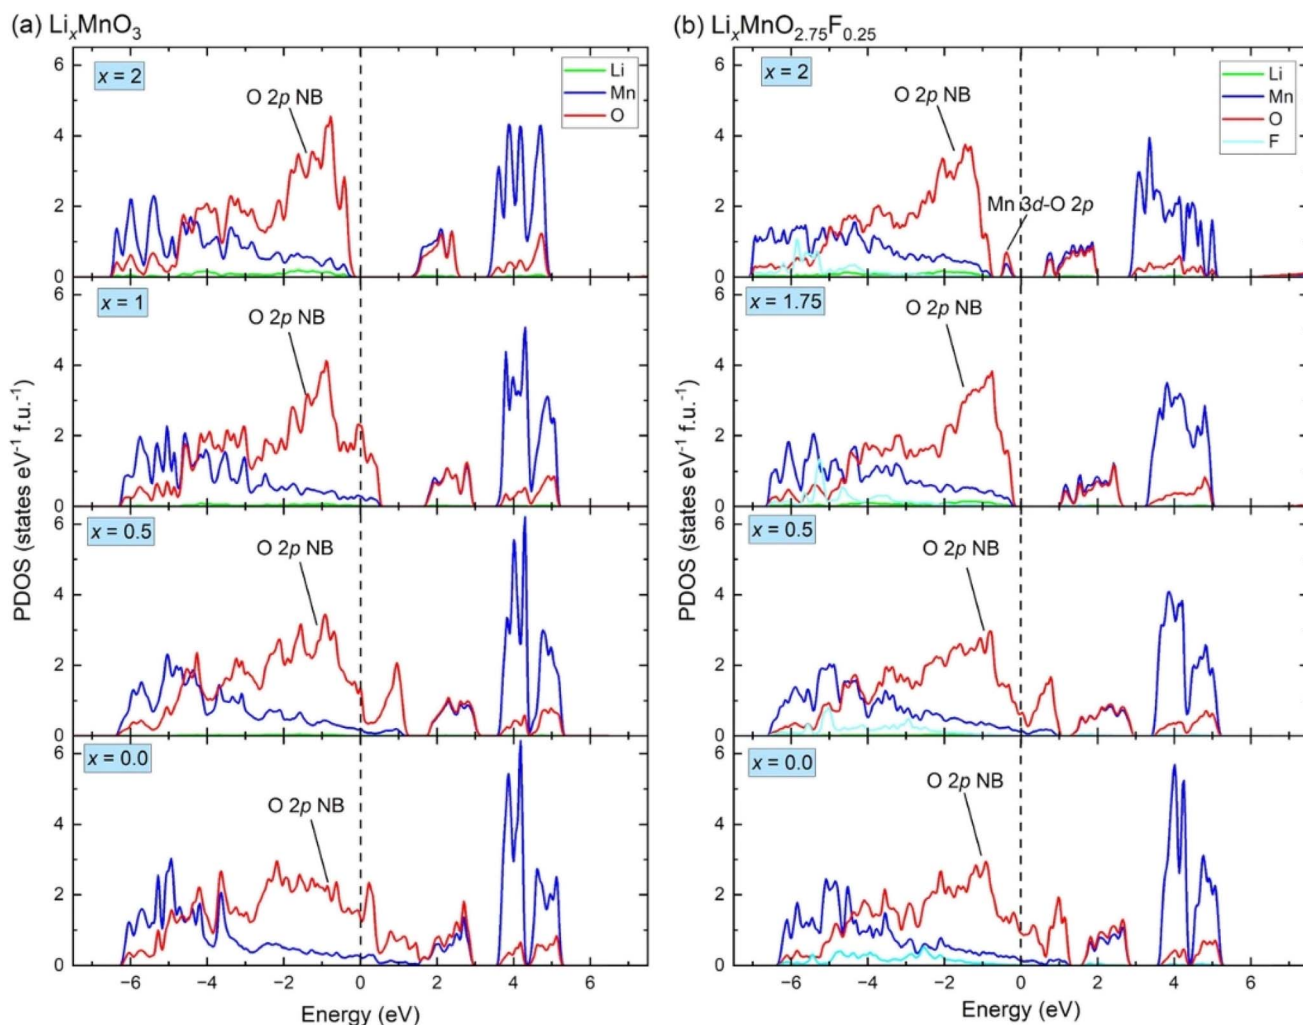 (a) LiₓMnO₃
x = 2
O 2p NB
Li
Mn
O
6
4
2
0
x = 1
O 2p NB
6
4
2
0
x = 0.5
O 2p NB
6
4
2
0
x = 0.0
O 2p NB
6
4
2
0
−6 −4 −2 0 2 4 6
Energy (eV)
PDOS (states eV⁻¹ f.u.⁻¹)
(b) LiₓMnO₂.₇₅F₀.₂₅
x = 2
O 2p NB
Mn 3d-O 2p
Li
Mn
O
F
6
4
2
0
x = 1.75
O 2p NB
6
4
2
0
x = 0.5
O 2p NB
6
4
2
0
x = 0.0
O 2p NB
6
4
2
0
−6 −4 −2 0 2 4 6
Energy (eV)
PDOS (states eV⁻¹ f.u.⁻¹)